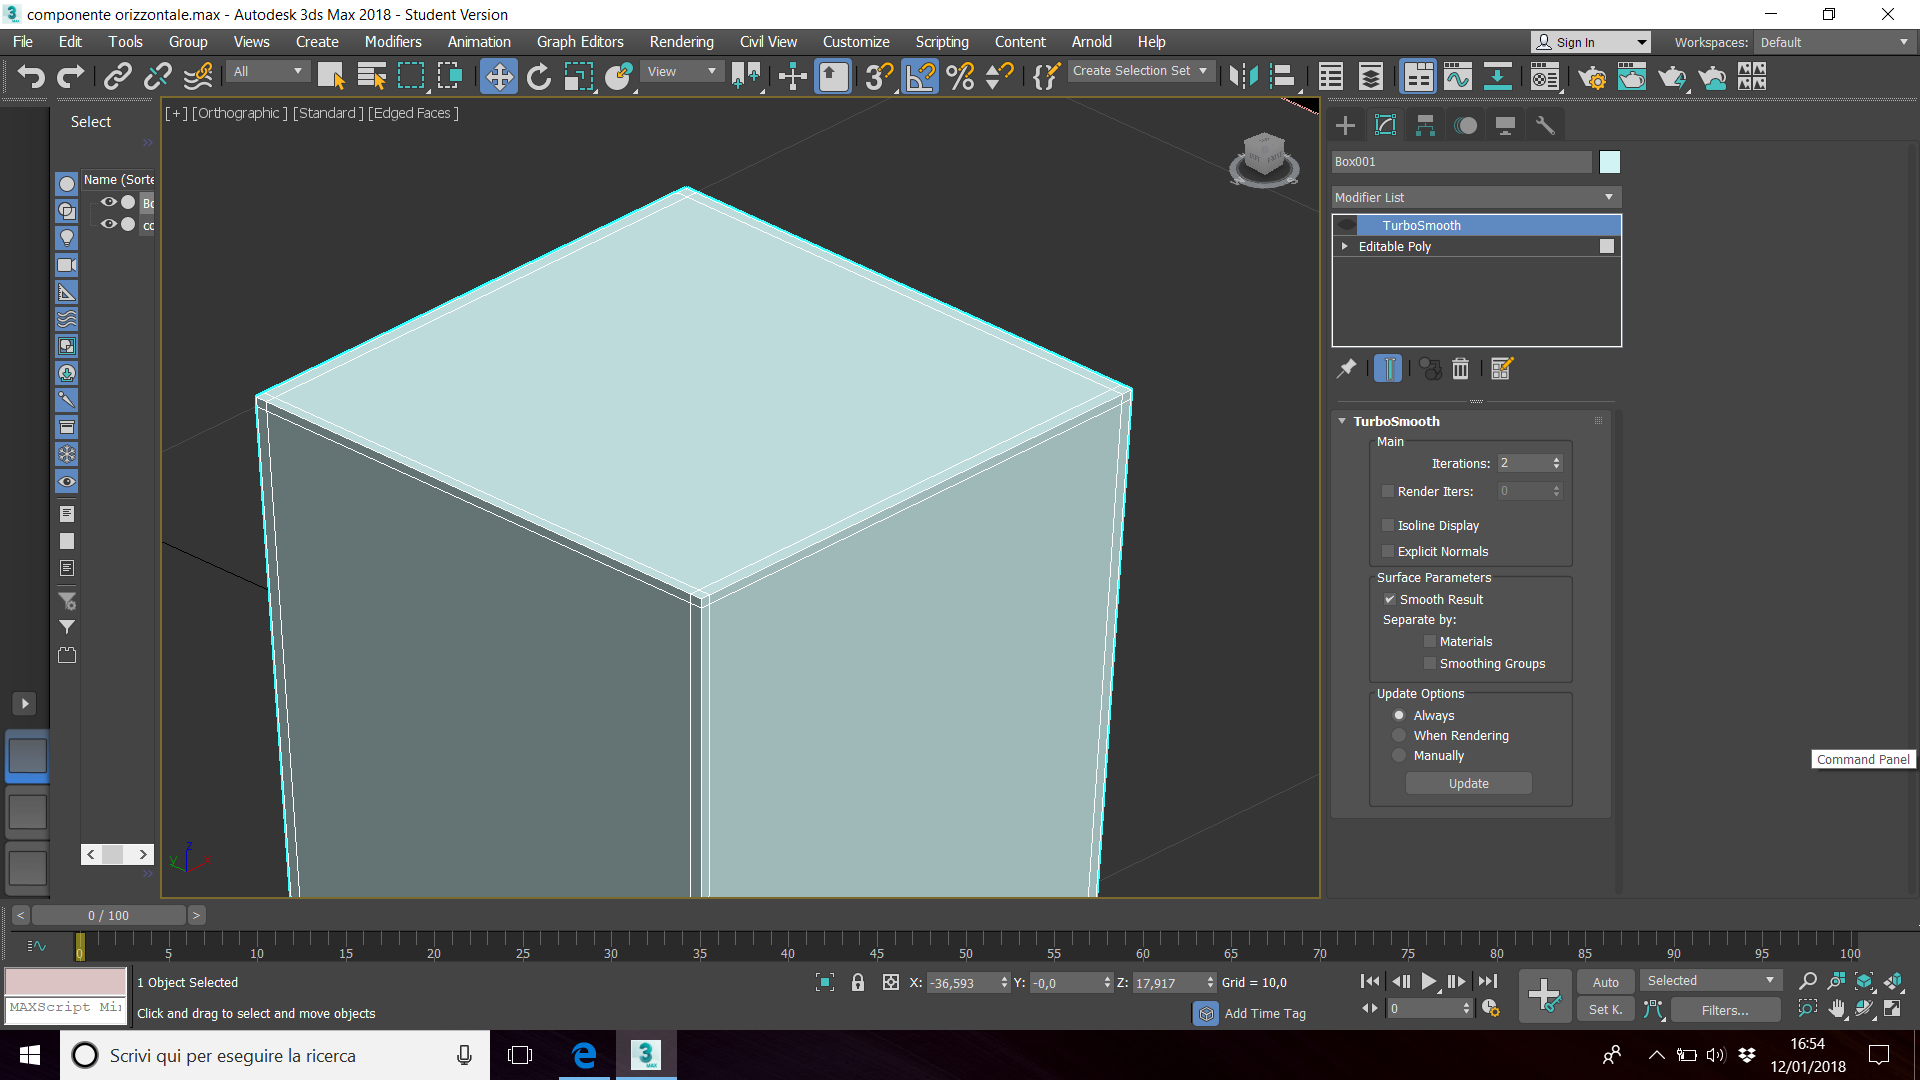 componente orizzontale.max - Autodesk 3ds Max 2018 - Student Version
File Edit Tools Group Views Create Modifiers Animation Graph Editors Rendering Civil View Customize Scripting Content Arnold Help
Sign In
Workspaces: Default
All
View
Create Selection Set
Select
[+] [Orthographic ] [Standard ] [Edged Faces ]
Name (Sorte
Bo
co
Box001
Modifier List
TurboSmooth
Editable Poly
TurboSmooth
Main
Iterations: 2
Render Iters: 0
Isoline Display
Explicit Normals
Surface Parameters
Smooth Result
Separate by:
Materials
Smoothing Groups
Update Options
Always
When Rendering
Manually
Update
Command Panel
z
y
x
< 0 / 100 >
0 5 10 15 20 25 30 35 40 45 50 55 60 65 70 75 80 85 90 95 100
1 Object Selected
X: -36,593 Y: -0,0 Z: 17,917 Grid = 10,0
Auto
Selected
MAXScript Mi
Click and drag to select and move objects
Add Time Tag
0
Set K.
Filters...
Scrivi qui per eseguire la ricerca
3
MAX
16:54
12/01/2018